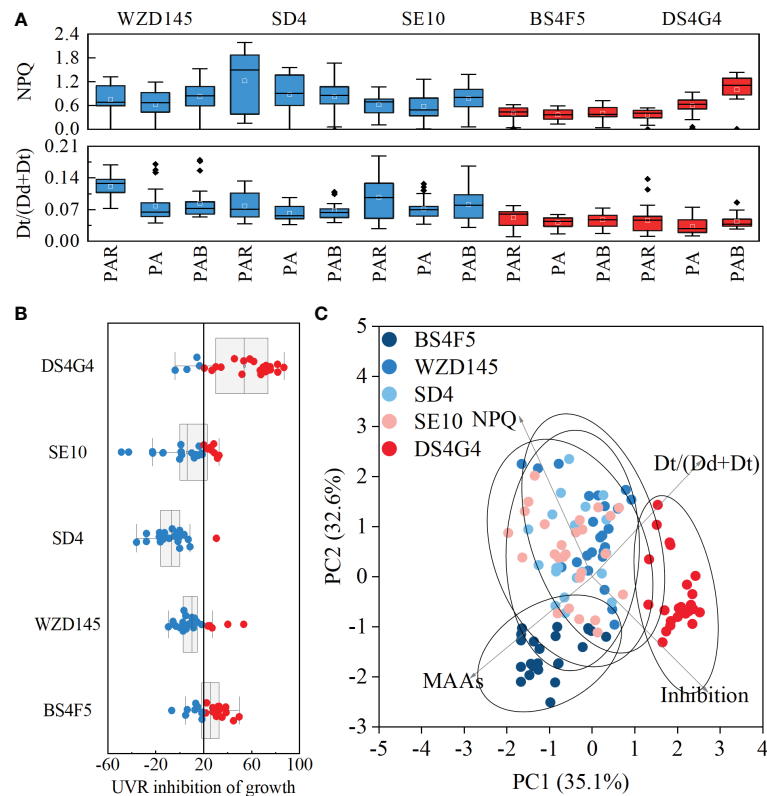 A
WZD145 SD4 SE10 BS4F5 DS4G4
NPQ
2.4
1.8
1.2
0.6
0.0
Dt/(Dd+Dt)
0.21
0.14
0.07
0.00
PAR PA PAB PAR PA PAB PAR PA PAB PAR PA PAB PAR PA PAB
B
DS4G4
SE10
SD4
WZD145
BS4F5
-60 -20 20 60 100
UVR inhibition of growth
C
BS4F5
WZD145
SD4
SE10
DS4G4
NPQ
Dt/(Dd+Dt)
MAAs
Inhibition
PC2 (32.6%)
5
4
3
2
1
0
-1
-2
-3
-5 -4 -3 -2 -1 0 1 2 3 4
PC1 (35.1%)